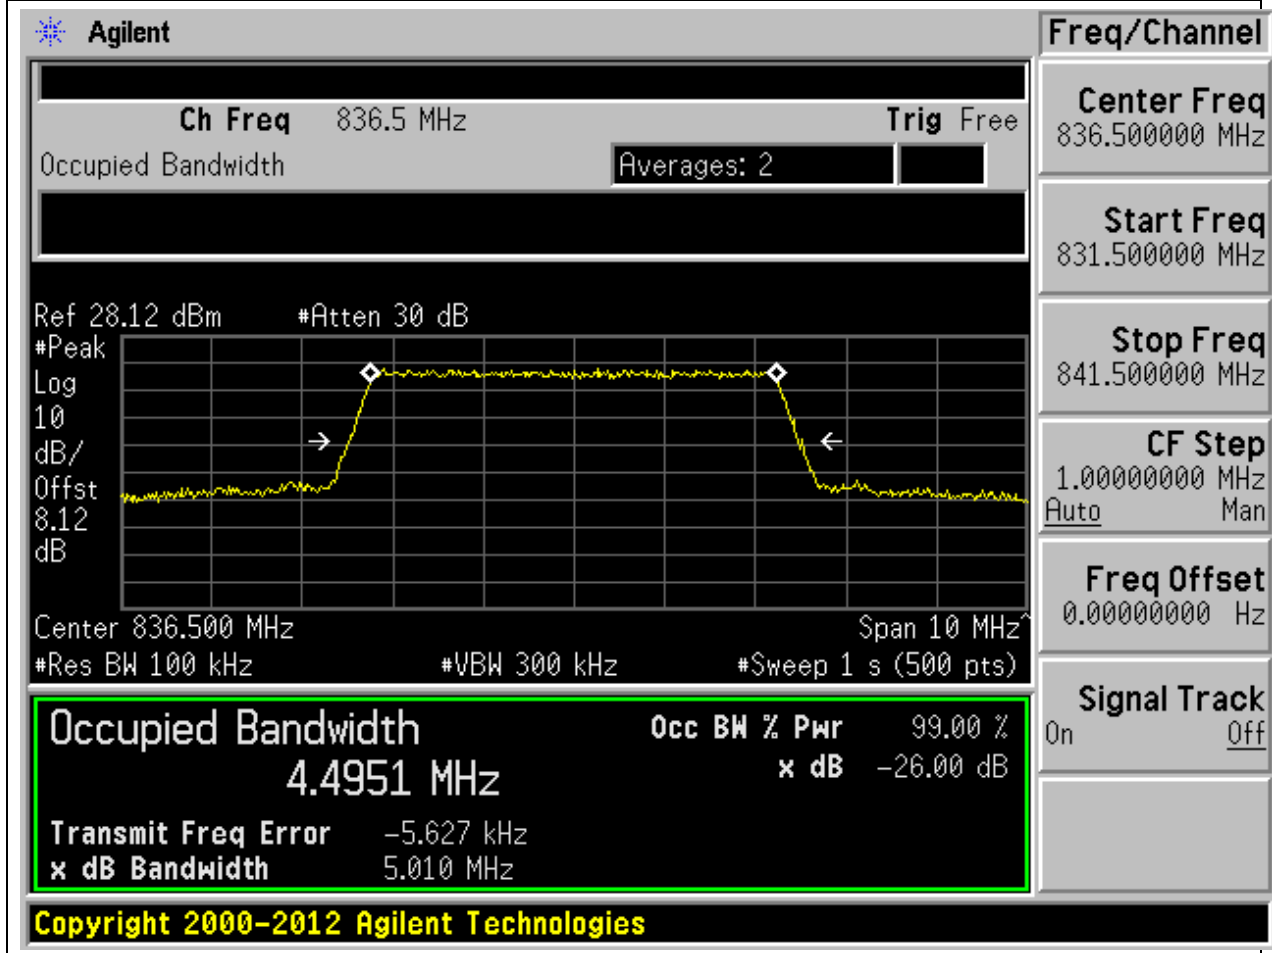 Agilent
Freq/Channel
Ch Freq 836.5 MHz Trig Free
Occupied Bandwidth Averages: 2
Center Freq
836.500000 MHz
Start Freq
831.500000 MHz
Stop Freq
841.500000 MHz
CF Step
1.00000000 MHz
Auto Man
Freq Offset
0.00000000 Hz
Signal Track
On Off
Ref 28.12 dBm #Atten 30 dB
#Peak
Log
10
dB/
Offst
8.12
dB
Center 836.500 MHz Span 10 MHz^
#Res BW 100 kHz #VBW 300 kHz #Sweep 1 s (500 pts)
Occupied Bandwidth Occ BW % Pwr 99.00 %
4.4951 MHz x dB -26.00 dB
Transmit Freq Error -5.627 kHz
x dB Bandwidth 5.010 MHz
Copyright 2000-2012 Agilent Technologies